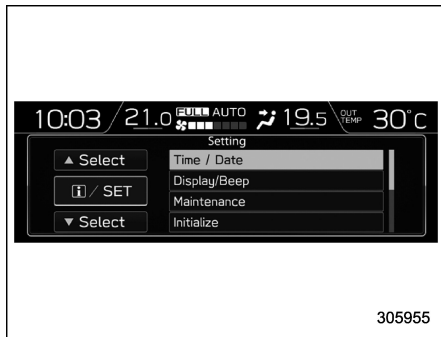 10:03 21.0 FULL AUTO 19.5 OUT TEMP 30°C
Setting
▲ Select
Time / Date
i / SET
Display/Beep
Maintenance
▼ Select
Initialize
305955